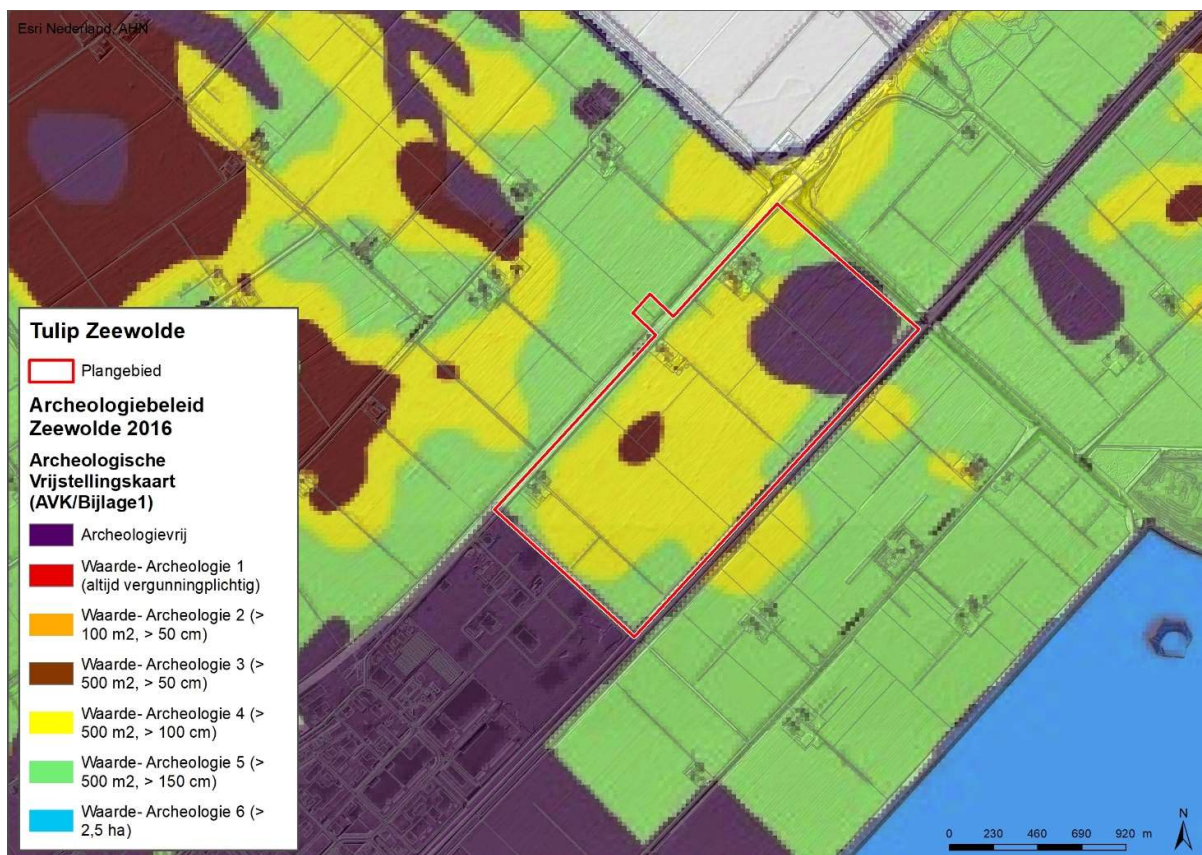 Esri Nederland, AHN
Tulip Zeewolde
Plangebied
Archeologiebeleid
Zeewolde 2016
Archeologische
Vrijstellingskaart
(AVK/Bijlage1)
Archeologievrij
Waarde- Archeologie 1
(altijd vergunningplichtig)
Waarde- Archeologie 2 (>
100 m2, > 50 cm)
Waarde- Archeologie 3 (>
500 m2, > 50 cm)
Waarde- Archeologie 4 (>
500 m2, > 100 cm)
Waarde- Archeologie 5 (>
500 m2, > 150 cm)
Waarde- Archeologie 6 (>
2,5 ha)
0 230 460 690 920 m
N